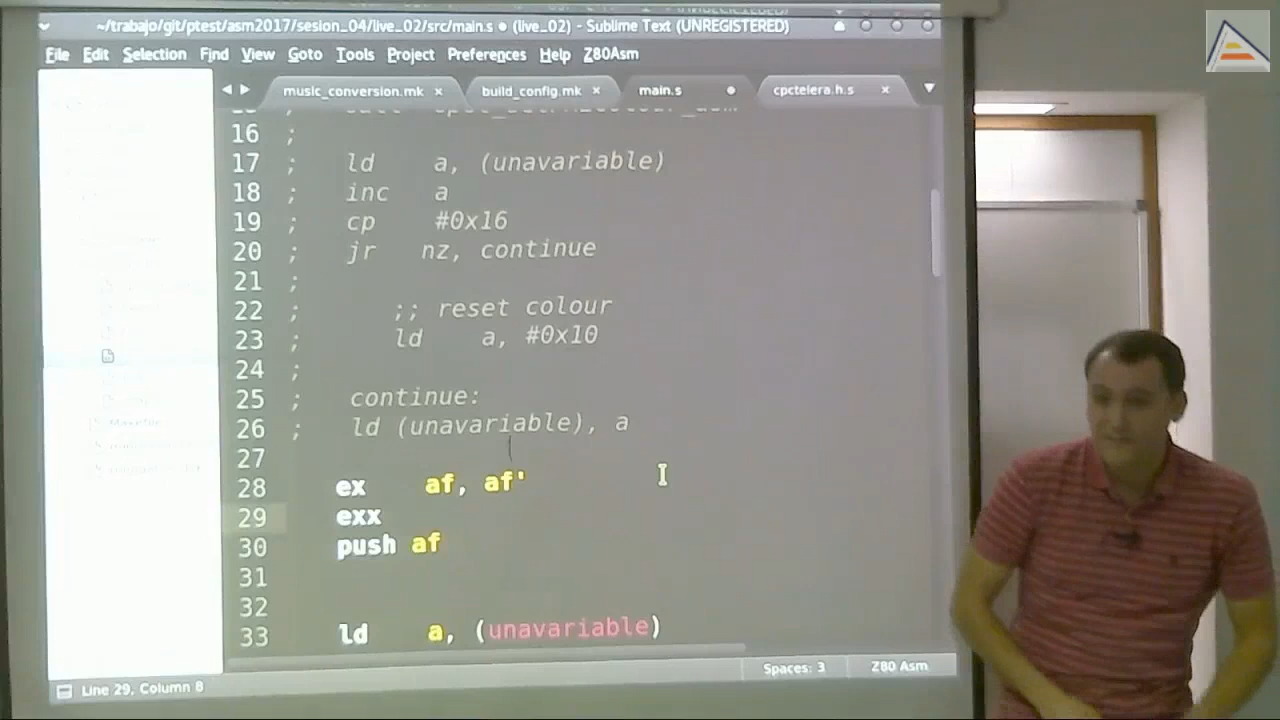 ~/trabajo/git/ptest/asm2017/sesion_04/live_02/src/main.s • (live_02) - Sublime Text (UNREGISTERED)
File Edit Selection Find View Goto Tools Project Preferences Help Z80Asm
music_conversion.mk × build_config.mk × main.s • cpctelera.h.s ×
16 ;
17 ; ld a, (unavariable)
18 ; inc a
19 ; cp #0x16
20 ; jr nz, continue
21 ;
22 ; ;; reset colour
23 ; ld a, #0x10
24 ;
25 ; continue:
26 ; ld (unavariable), a
27
28 ex af, af'
29 exx
30 push af
31
32
33 ld a, (unavariable)
Line 29, Column 8 Spaces: 3 Z80 Asm